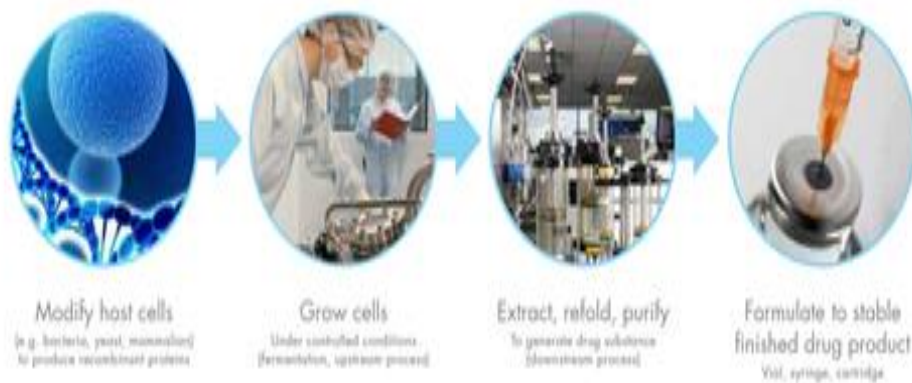 Modify host cells
(e.g. bacteria, yeast, mammalian)
to produce recombinant proteins
Grow cells
Under controlled conditions
(fermentation, upstream process)
Extract, refold, purify
To generate drug substance
(downstream process)
Formulate to stable
finished drug product
Vial, syringe, cartridge